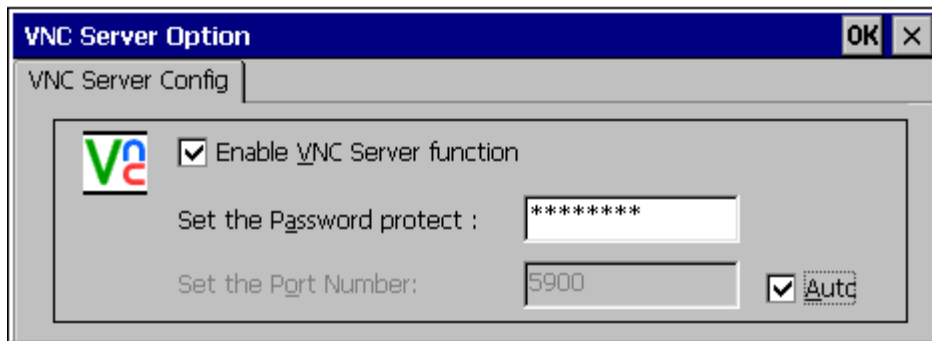 VNC Server Option OK ×
VNC Server Config
Vnc Enable VNC Server function
Set the Password protect : ********
Set the Port Number: 5900 Auto